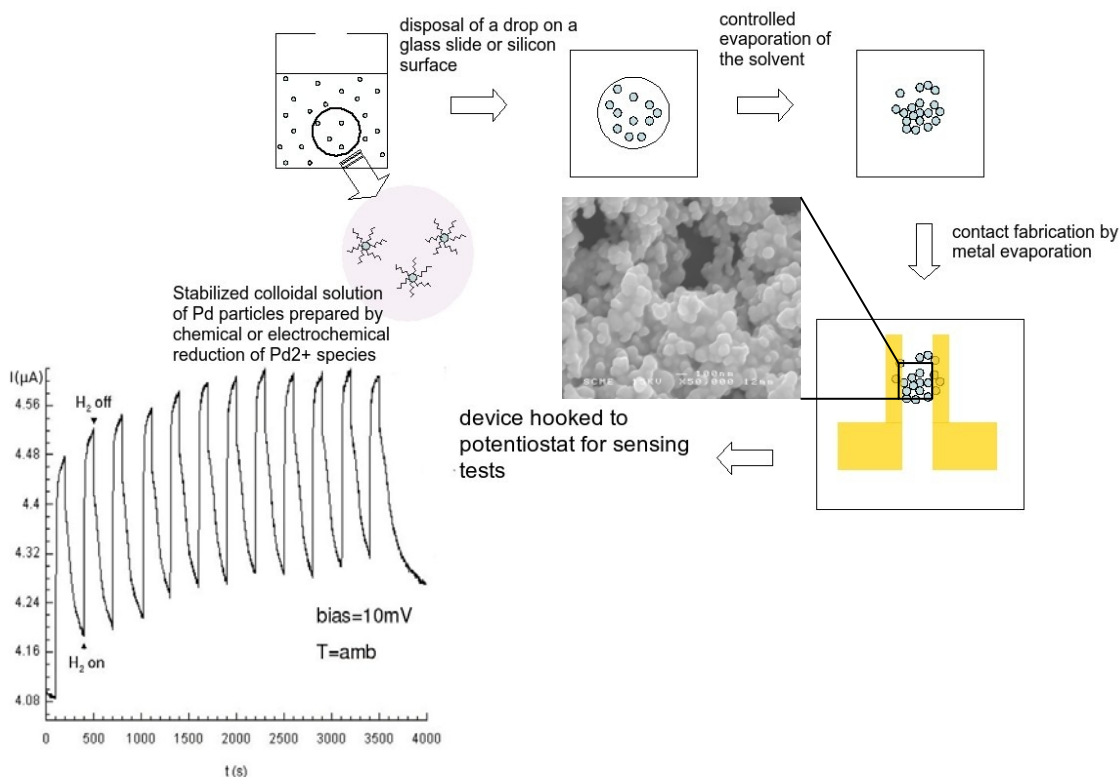 disposal of a drop on a
glass slide or silicon
surface
controlled
evaporation of
the solvent
contact fabrication by
metal evaporation
Stabilized colloidal solution
of Pd particles prepared by
chemical or electrochemical
reduction of Pd2+ species
100nm
SCME
X50,000 12mm
device hooked to
potentiostat for sensing
tests
I(µA)
4.56
4.48
4.4
4.32
4.24
4.16
4.08
H₂ off
H₂ on
bias=10mV
T=amb
0 500 1000 1500 2000 2500 3000 3500 4000
t(s)